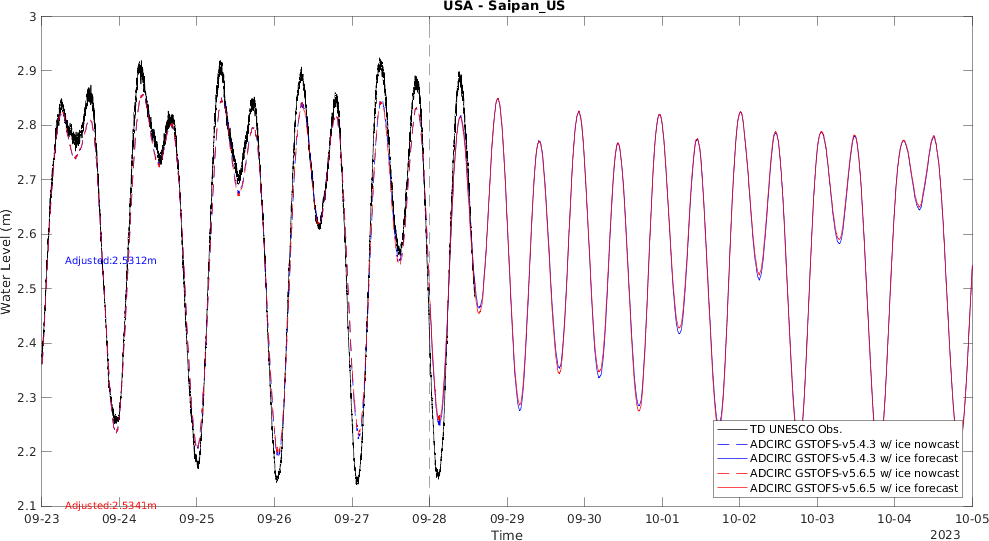 USA - Saipan_US
3
2.9
2.8
2.7
2.6
2.5
2.4
2.3
2.2
2.1
Water Level (m)
Adjusted:2.5312m
Adjusted:2.5341m
TD UNESCO Obs.
ADCIRC GSTOFS-v5.4.3 w/ ice nowcast
ADCIRC GSTOFS-v5.4.3 w/ ice forecast
ADCIRC GSTOFS-v5.6.5 w/ ice nowcast
ADCIRC GSTOFS-v5.6.5 w/ ice forecast
09-23 09-24 09-25 09-26 09-27 09-28 09-29 09-30 10-01 10-02 10-03 10-04 10-05
Time
2023